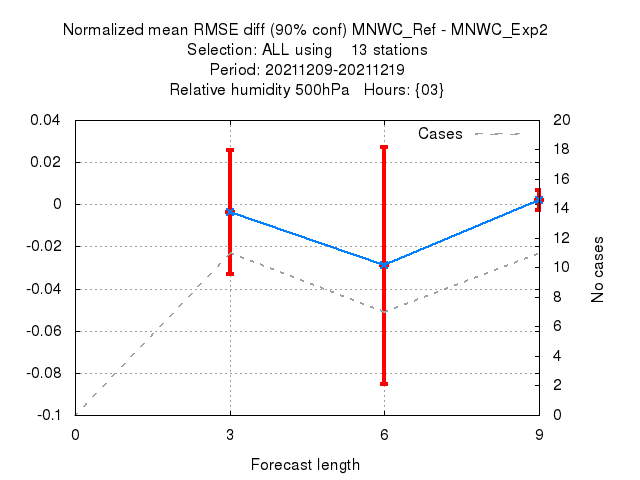 Normalized mean RMSE diff (90% conf) MNWC_Ref - MNWC_Exp2
Selection: ALL using    13 stations
Period: 20211209-20211219
Relative humidity 500hPa   Hours: {03}
Cases
0.04
0.02
0
-0.02
-0.04
-0.06
-0.08
-0.1
20
18
16
14
12
10
8
6
4
2
0
No cases
0 3 6 9
Forecast length